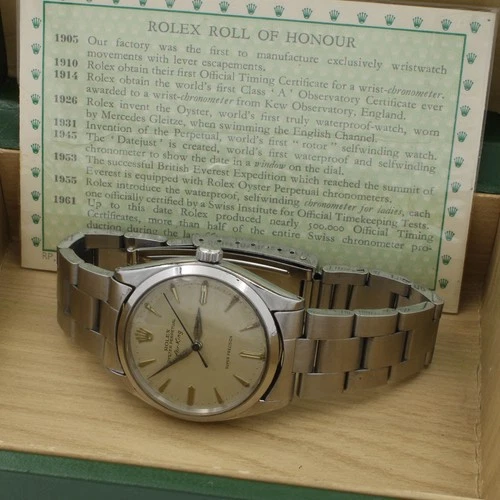 ROLEX ROLL OF HONOUR
1905 Our factory was the first to manufacture exclusively wristwatch
movements with lever escapements.
1910 Rolex obtain their first Official Timing Certificate for a wrist-chronometer.
1914 Rolex obtain the world's first Class 'A' Observatory Certificate ever
awarded to a wrist-chronometer from Kew Observatory, England.
1926 Rolex invent the Oyster, world's first truly waterproof-watch, worn
by Mercedes Gleitze, when swimming the English Channel.
1931 Invention of the Perpetual, world's first "rotor" selfwinding watch.
1945 The 'Datejust' is created, world's first waterproof and selfwinding
chronometer to show the date in a window on the dial.
1953 The successful British Everest Expedition which reached the summit of
Everest is equipped with Rolex Oyster Perpetual chronometers.
1955 Rolex introduce the waterproof, selfwinding chronometer for ladies, each
one officially certified by a Swiss Institute for Official Timekeeping Tests.
1961 Up to this date Rolex produced nearly 500.000 Official Timing
Certificates, more than half of the entire Swiss chronometer pro-
duction during the
RP
ROLEX
OYSTER PERPETUAL
Air-King